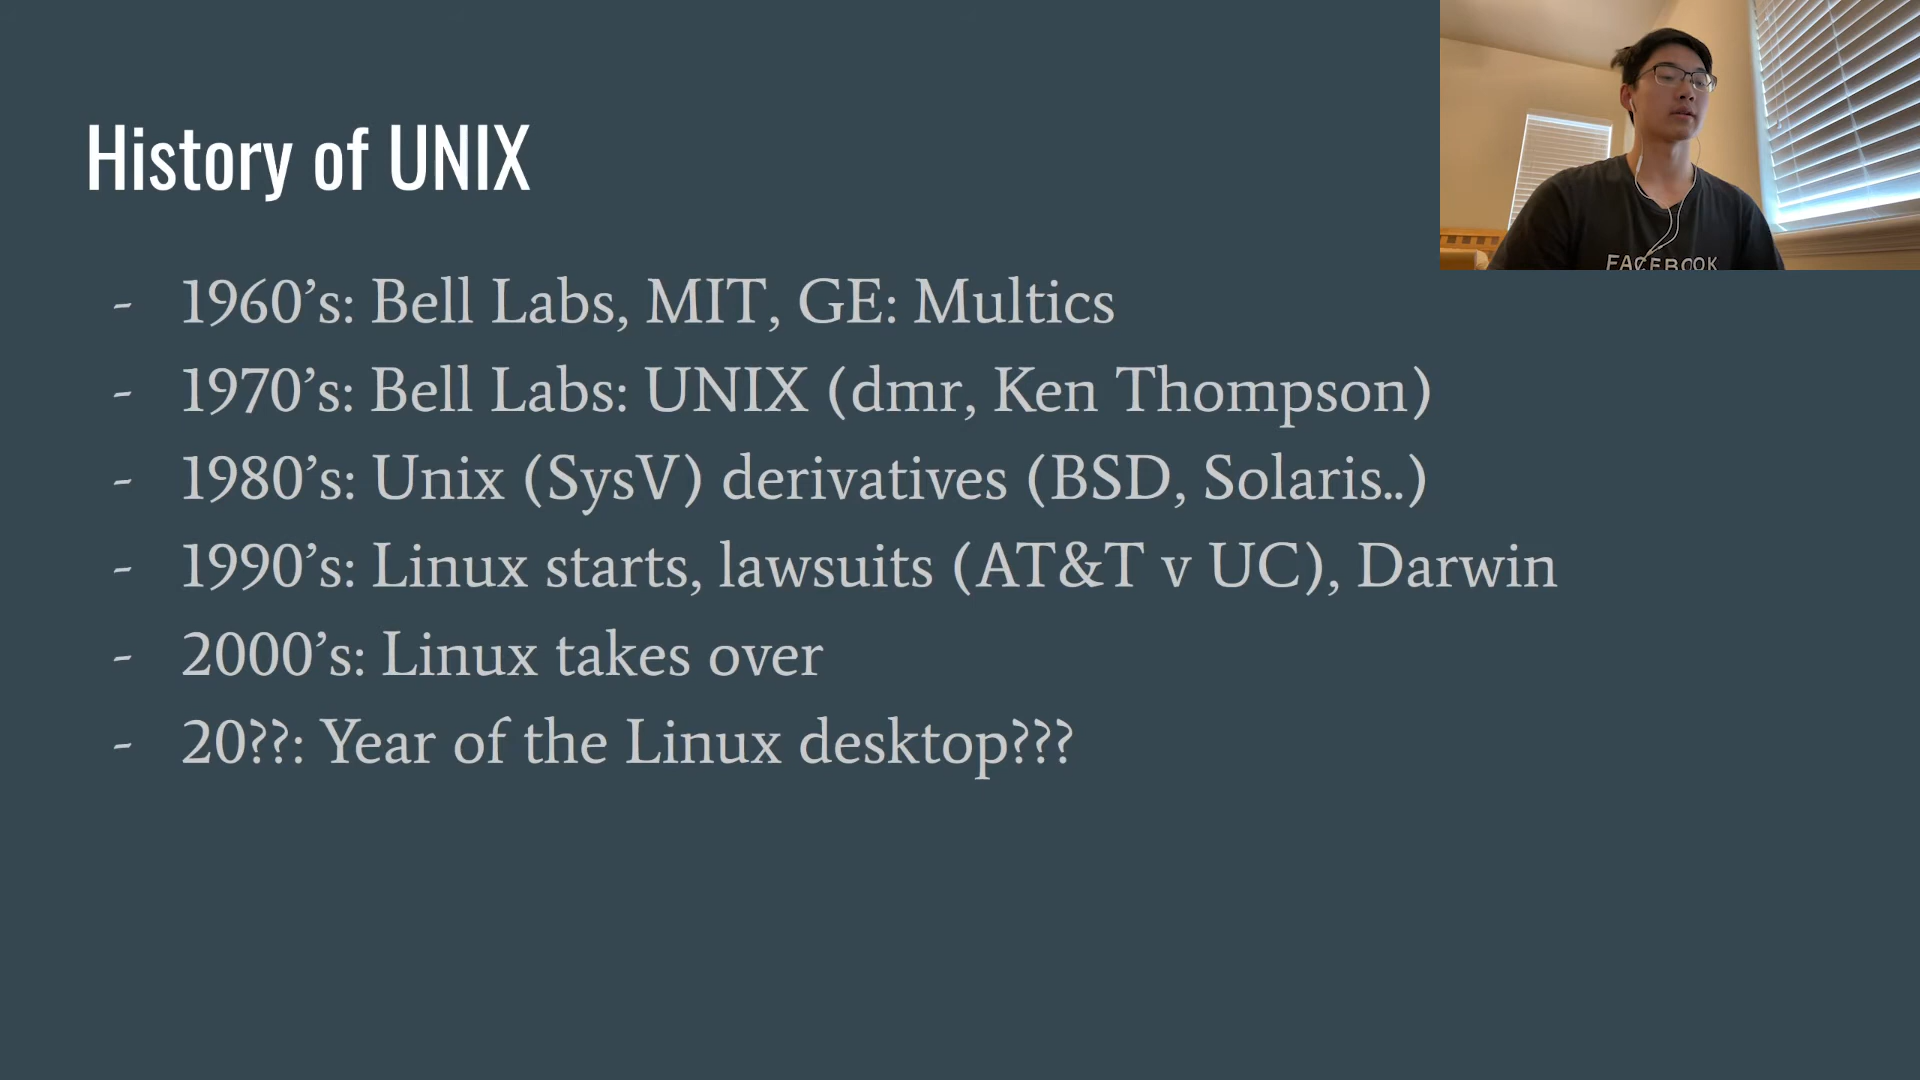 History of UNIX
- 1960’s: Bell Labs, MIT, GE: Multics
- 1970’s: Bell Labs: UNIX (dmr, Ken Thompson)
- 1980’s: Unix (SysV) derivatives (BSD, Solaris..)
- 1990’s: Linux starts, lawsuits (AT&T v UC), Darwin
- 2000’s: Linux takes over
- 20??: Year of the Linux desktop???
FACEBOOK